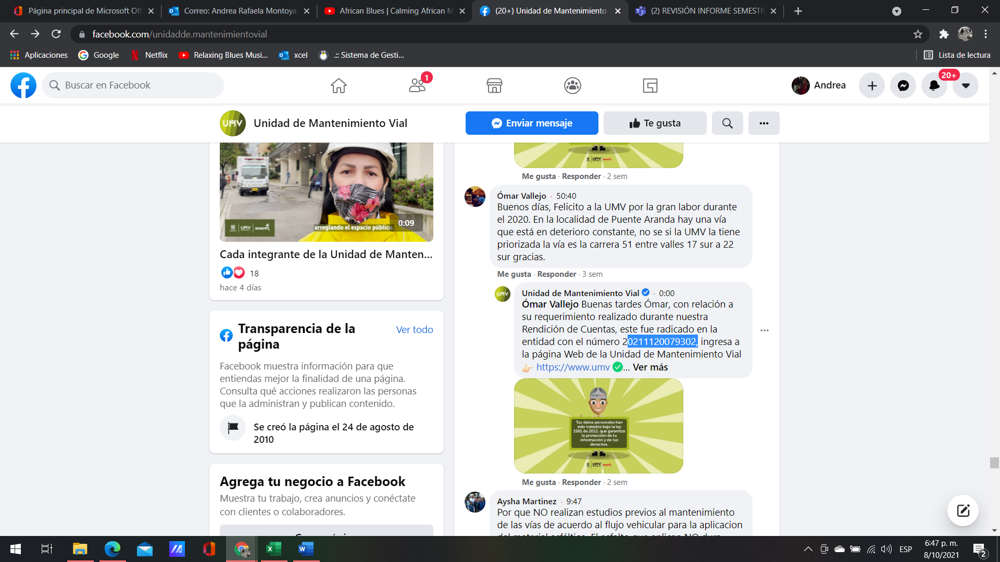 Página principal de Microsoft Off
Correo: Andrea Rafaela Montoya
African Blues | Calming African M
(20+) Unidad de Mantenimiento
(2) REVISIÓN INFORME SEMESTR
facebook.com/unidadde.mantenimientovial
Aplicaciones
Google
Netflix
Relaxing Blues Musi...
xcel
.:: Sistema de Gesti...
Lista de lectura
Buscar en Facebook
1
Andrea
20+
UMV
Unidad de Mantenimiento Vial
Enviar mensaje
Te gusta
UMV
BOGOTÁ
arreglando el espacio público.
0:09
Cada integrante de la Unidad de Manten...
18
hace 4 días
Transparencia de la
página
Ver todo
Facebook muestra información para que
entiendas mejor la finalidad de una página.
Consulta qué acciones realizaron las personas
que la administran y publican contenido.
Se creó la página el 24 de agosto de
2010
Agrega tu negocio a Facebook
Muestra tu trabajo, crea anuncios y conéctate
con clientes o colaboradores.
UMV
Me gusta · Responder · 2 sem
Ómar Vallejo · 50:40
Buenos días, Felicito a la UMV por la gran labor durante
el 2020. En la localidad de Puente Aranda hay una vía
que está en deterioro constante, no se si la UMV la tiene
priorizada la vía es la carrera 51 entre valles 17 sur a 22
sur gracias.
Me gusta · Responder · 3 sem
UMV
Unidad de Mantenimiento Vial · 0:00
Ómar Vallejo Buenas tardes Ómar, con relación a
su requerimiento realizado durante nuestra
Rendición de Cuentas, este fue radicado en la
entidad con el número 20211120079302, ingresa a
la página Web de la Unidad de Mantenimiento Vial
👉🏻 https://www.umv ✅... Ver más
Tus datos personales han
sido tratados bajo la ley
1581 de 2012, que garantiza
la protección de tu
información y de tus
derechos.
UMV
Me gusta · Responder · 2 sem
Aysha Martinez · 9:47
Por que NO realizan estudios previos al mantenimiento
de las vías de acuerdo al flujo vehicular para la aplicacion
del material asfáltico. El asfalto que aplican NO dura
ESP
6:47 p. m.
8/10/2021
2